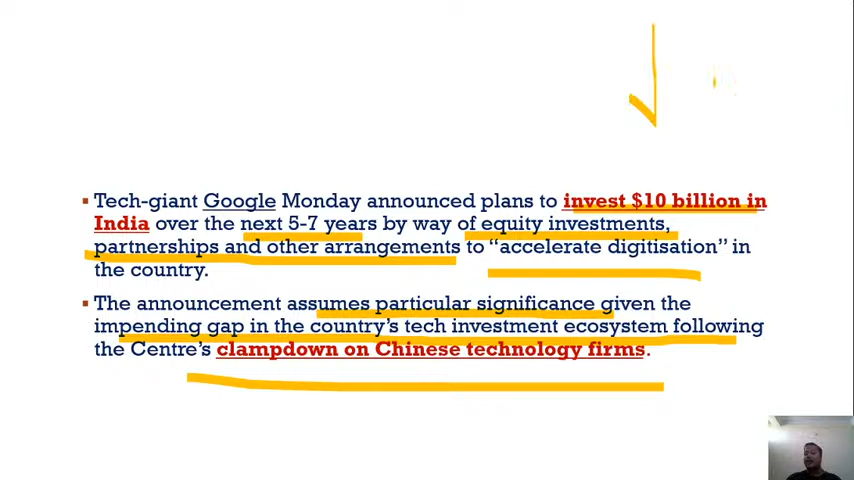 Tech-giant Google Monday announced plans to invest $10 billion in
India over the next 5-7 years by way of equity investments,
partnerships and other arrangements to “accelerate digitisation” in
the country.
The announcement assumes particular significance given the
impending gap in the country’s tech investment ecosystem following
the Centre’s clampdown on Chinese technology firms.